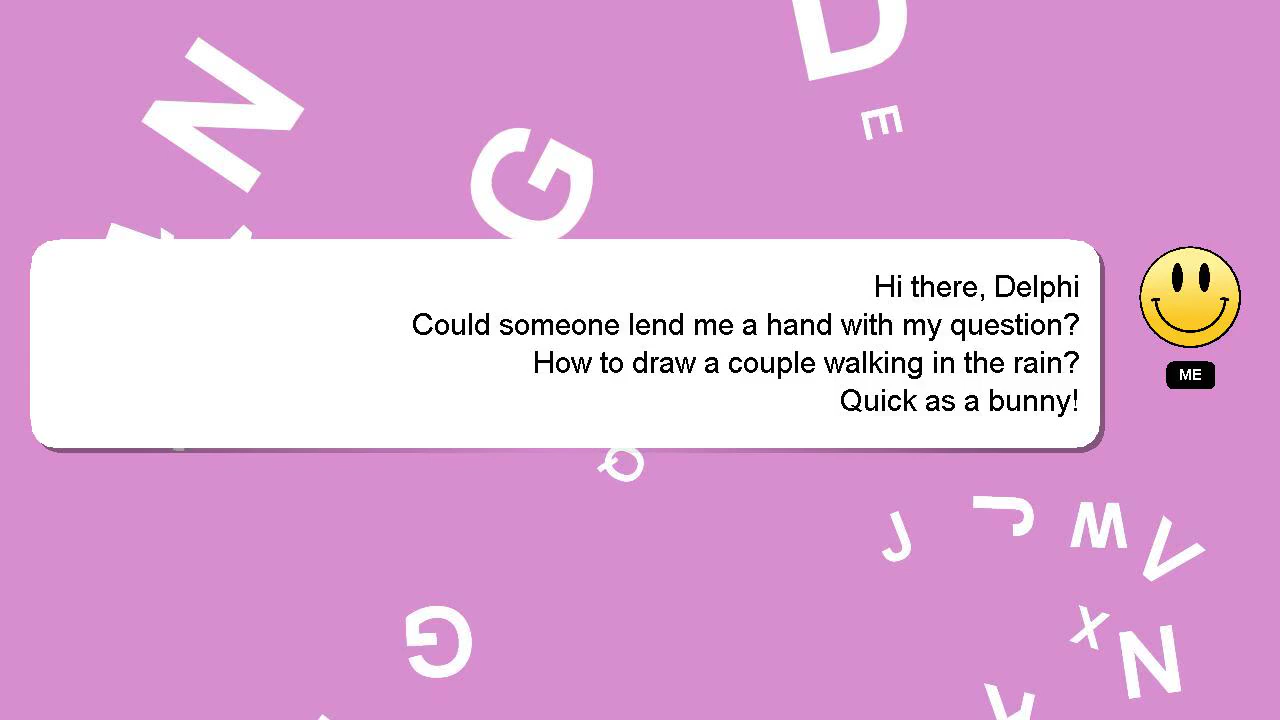 N
D
E
G
Hi there, Delphi
Could someone lend me a hand with my question?
How to draw a couple walking in the rain?
Quick as a bunny!
ME
Q
J
J
W
V
G
X
N